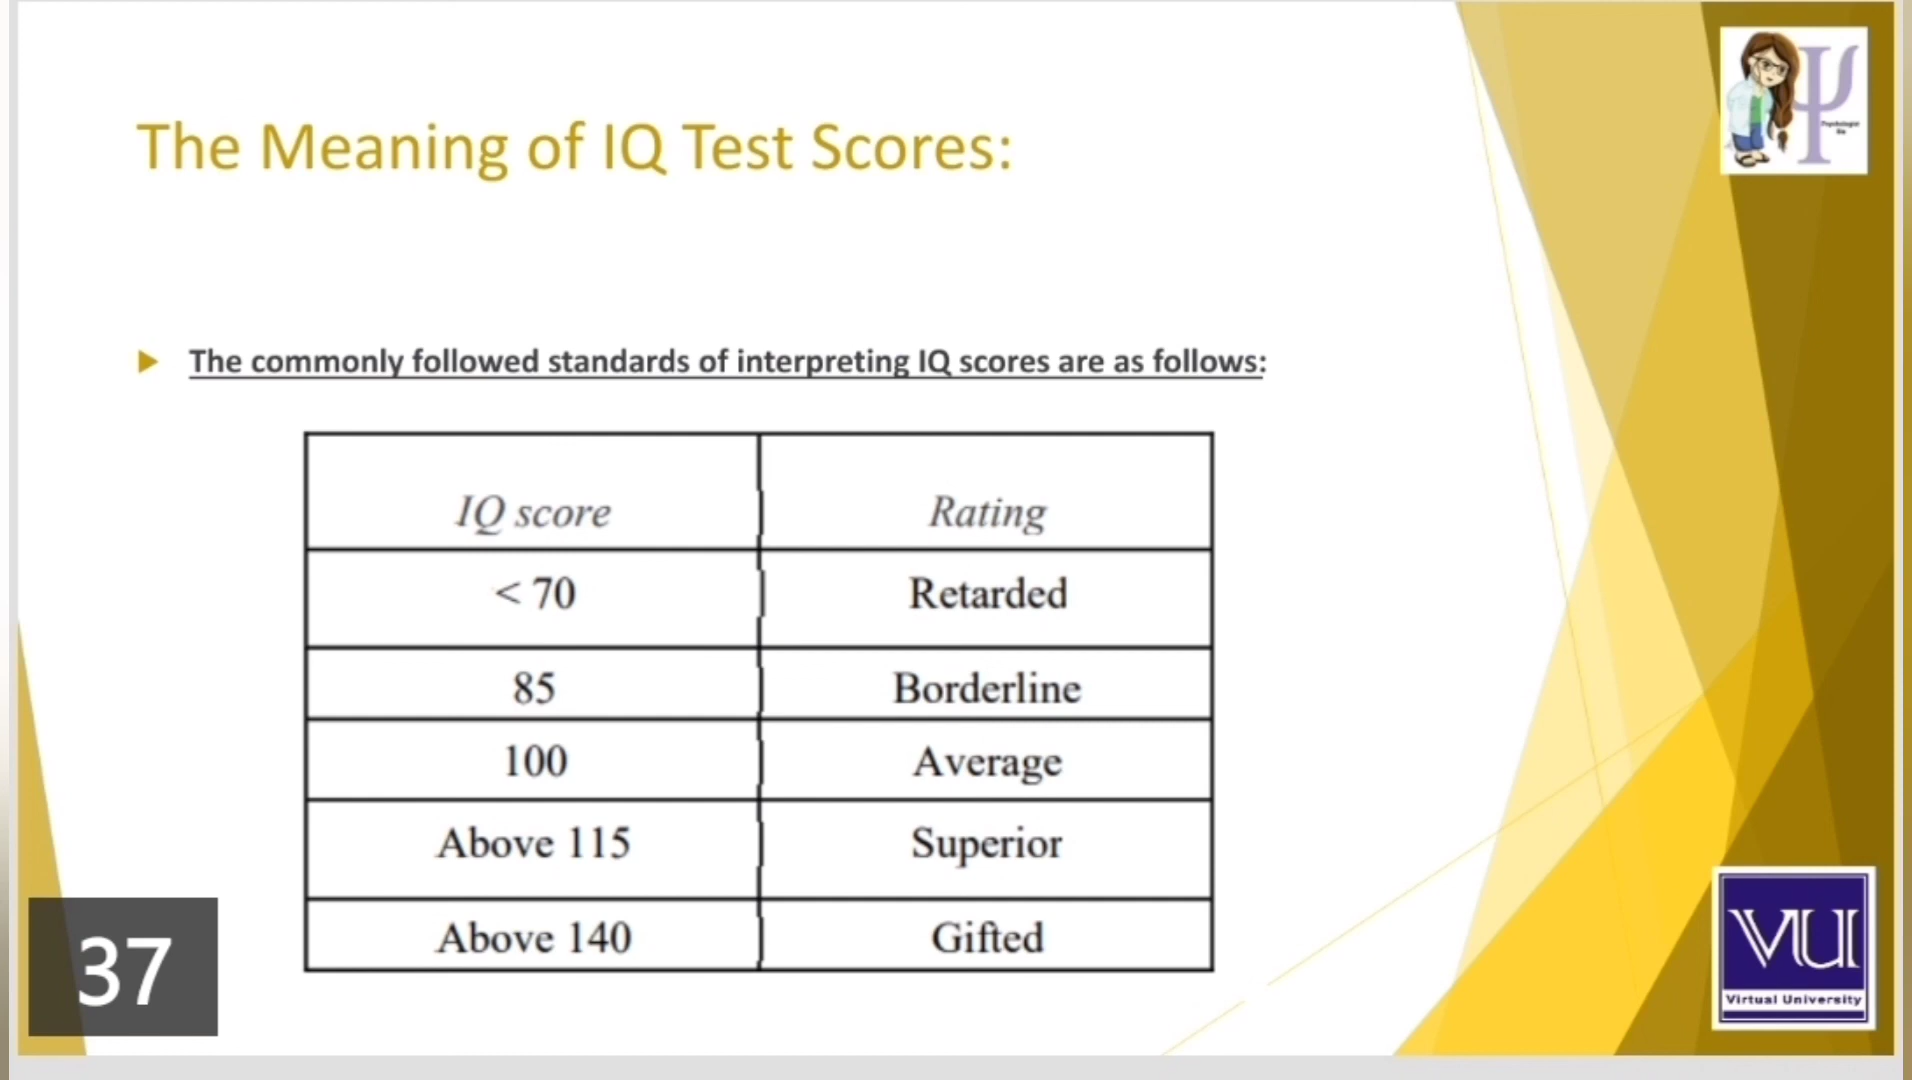 The Meaning of IQ Test Scores:
The commonly followed standards of interpreting IQ scores are as follows:
IQ score Rating
< 70 Retarded
85 Borderline
100 Average
Above 115 Superior
Above 140 Gifted
37
VU
Virtual University